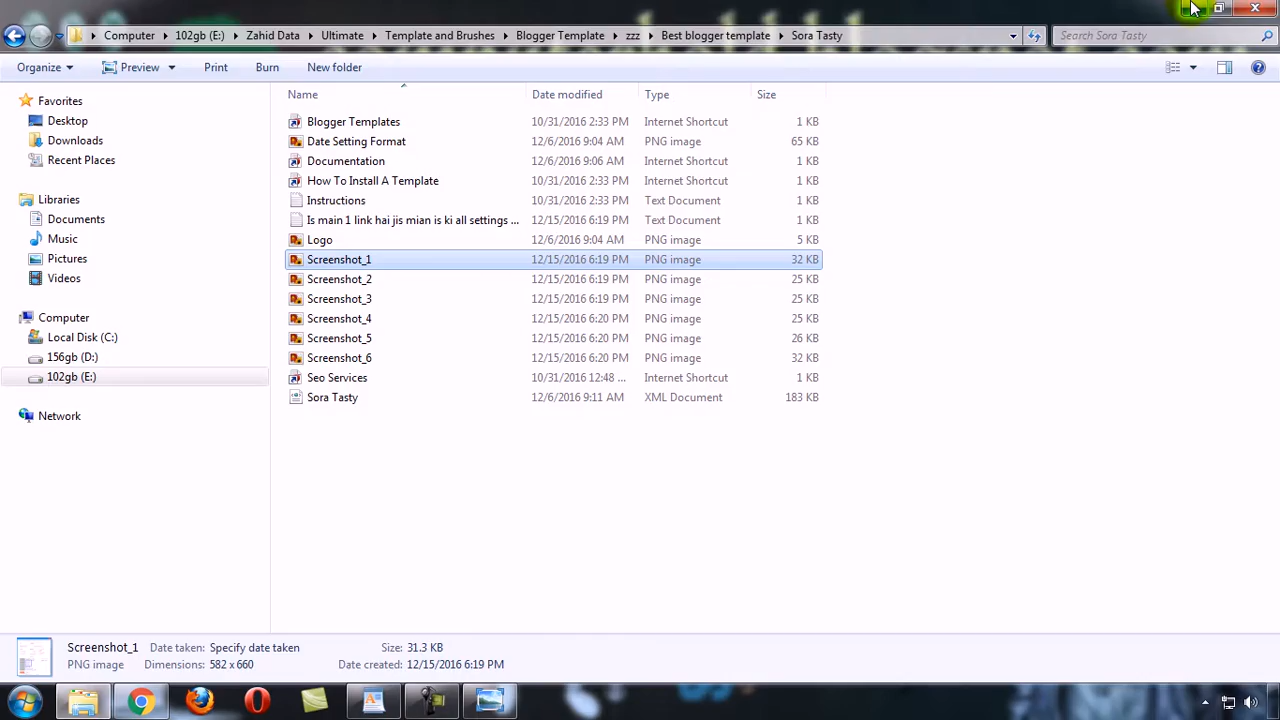 Computer
102gb (E:)
Zahid Data
Ultimate
Template and Brushes
Blogger Template
zzz
Best blogger template
Sora Tasty
Search Sora Tasty
Organize
Preview
Print
Burn
New folder
Favorites
Desktop
Downloads
Recent Places
Libraries
Documents
Music
Pictures
Videos
Computer
Local Disk (C:)
156gb (D:)
102gb (E:)
Network
Name Date modified Type Size
Blogger Templates 10/31/2016 2:33 PM Internet Shortcut 1 KB
Date Setting Format 12/6/2016 9:04 AM PNG image 65 KB
Documentation 12/6/2016 9:06 AM Internet Shortcut 1 KB
How To Install A Template 10/31/2016 2:33 PM Internet Shortcut 1 KB
Instructions 10/31/2016 2:33 PM Text Document 1 KB
Is main 1 link hai jis mian is ki all settings ... 12/15/2016 6:19 PM Text Document 1 KB
Logo 12/6/2016 9:04 AM PNG image 5 KB
Screenshot_1 12/15/2016 6:19 PM PNG image 32 KB
Screenshot_2 12/15/2016 6:19 PM PNG image 25 KB
Screenshot_3 12/15/2016 6:19 PM PNG image 25 KB
Screenshot_4 12/15/2016 6:20 PM PNG image 25 KB
Screenshot_5 12/15/2016 6:20 PM PNG image 26 KB
Screenshot_6 12/15/2016 6:20 PM PNG image 32 KB
Seo Services 10/31/2016 12:48 ... Internet Shortcut 1 KB
Sora Tasty 12/6/2016 9:11 AM XML Document 183 KB
Screenshot_1 Date taken: Specify date taken Size: 31.3 KB
PNG image Dimensions: 582 x 660 Date created: 12/15/2016 6:19 PM